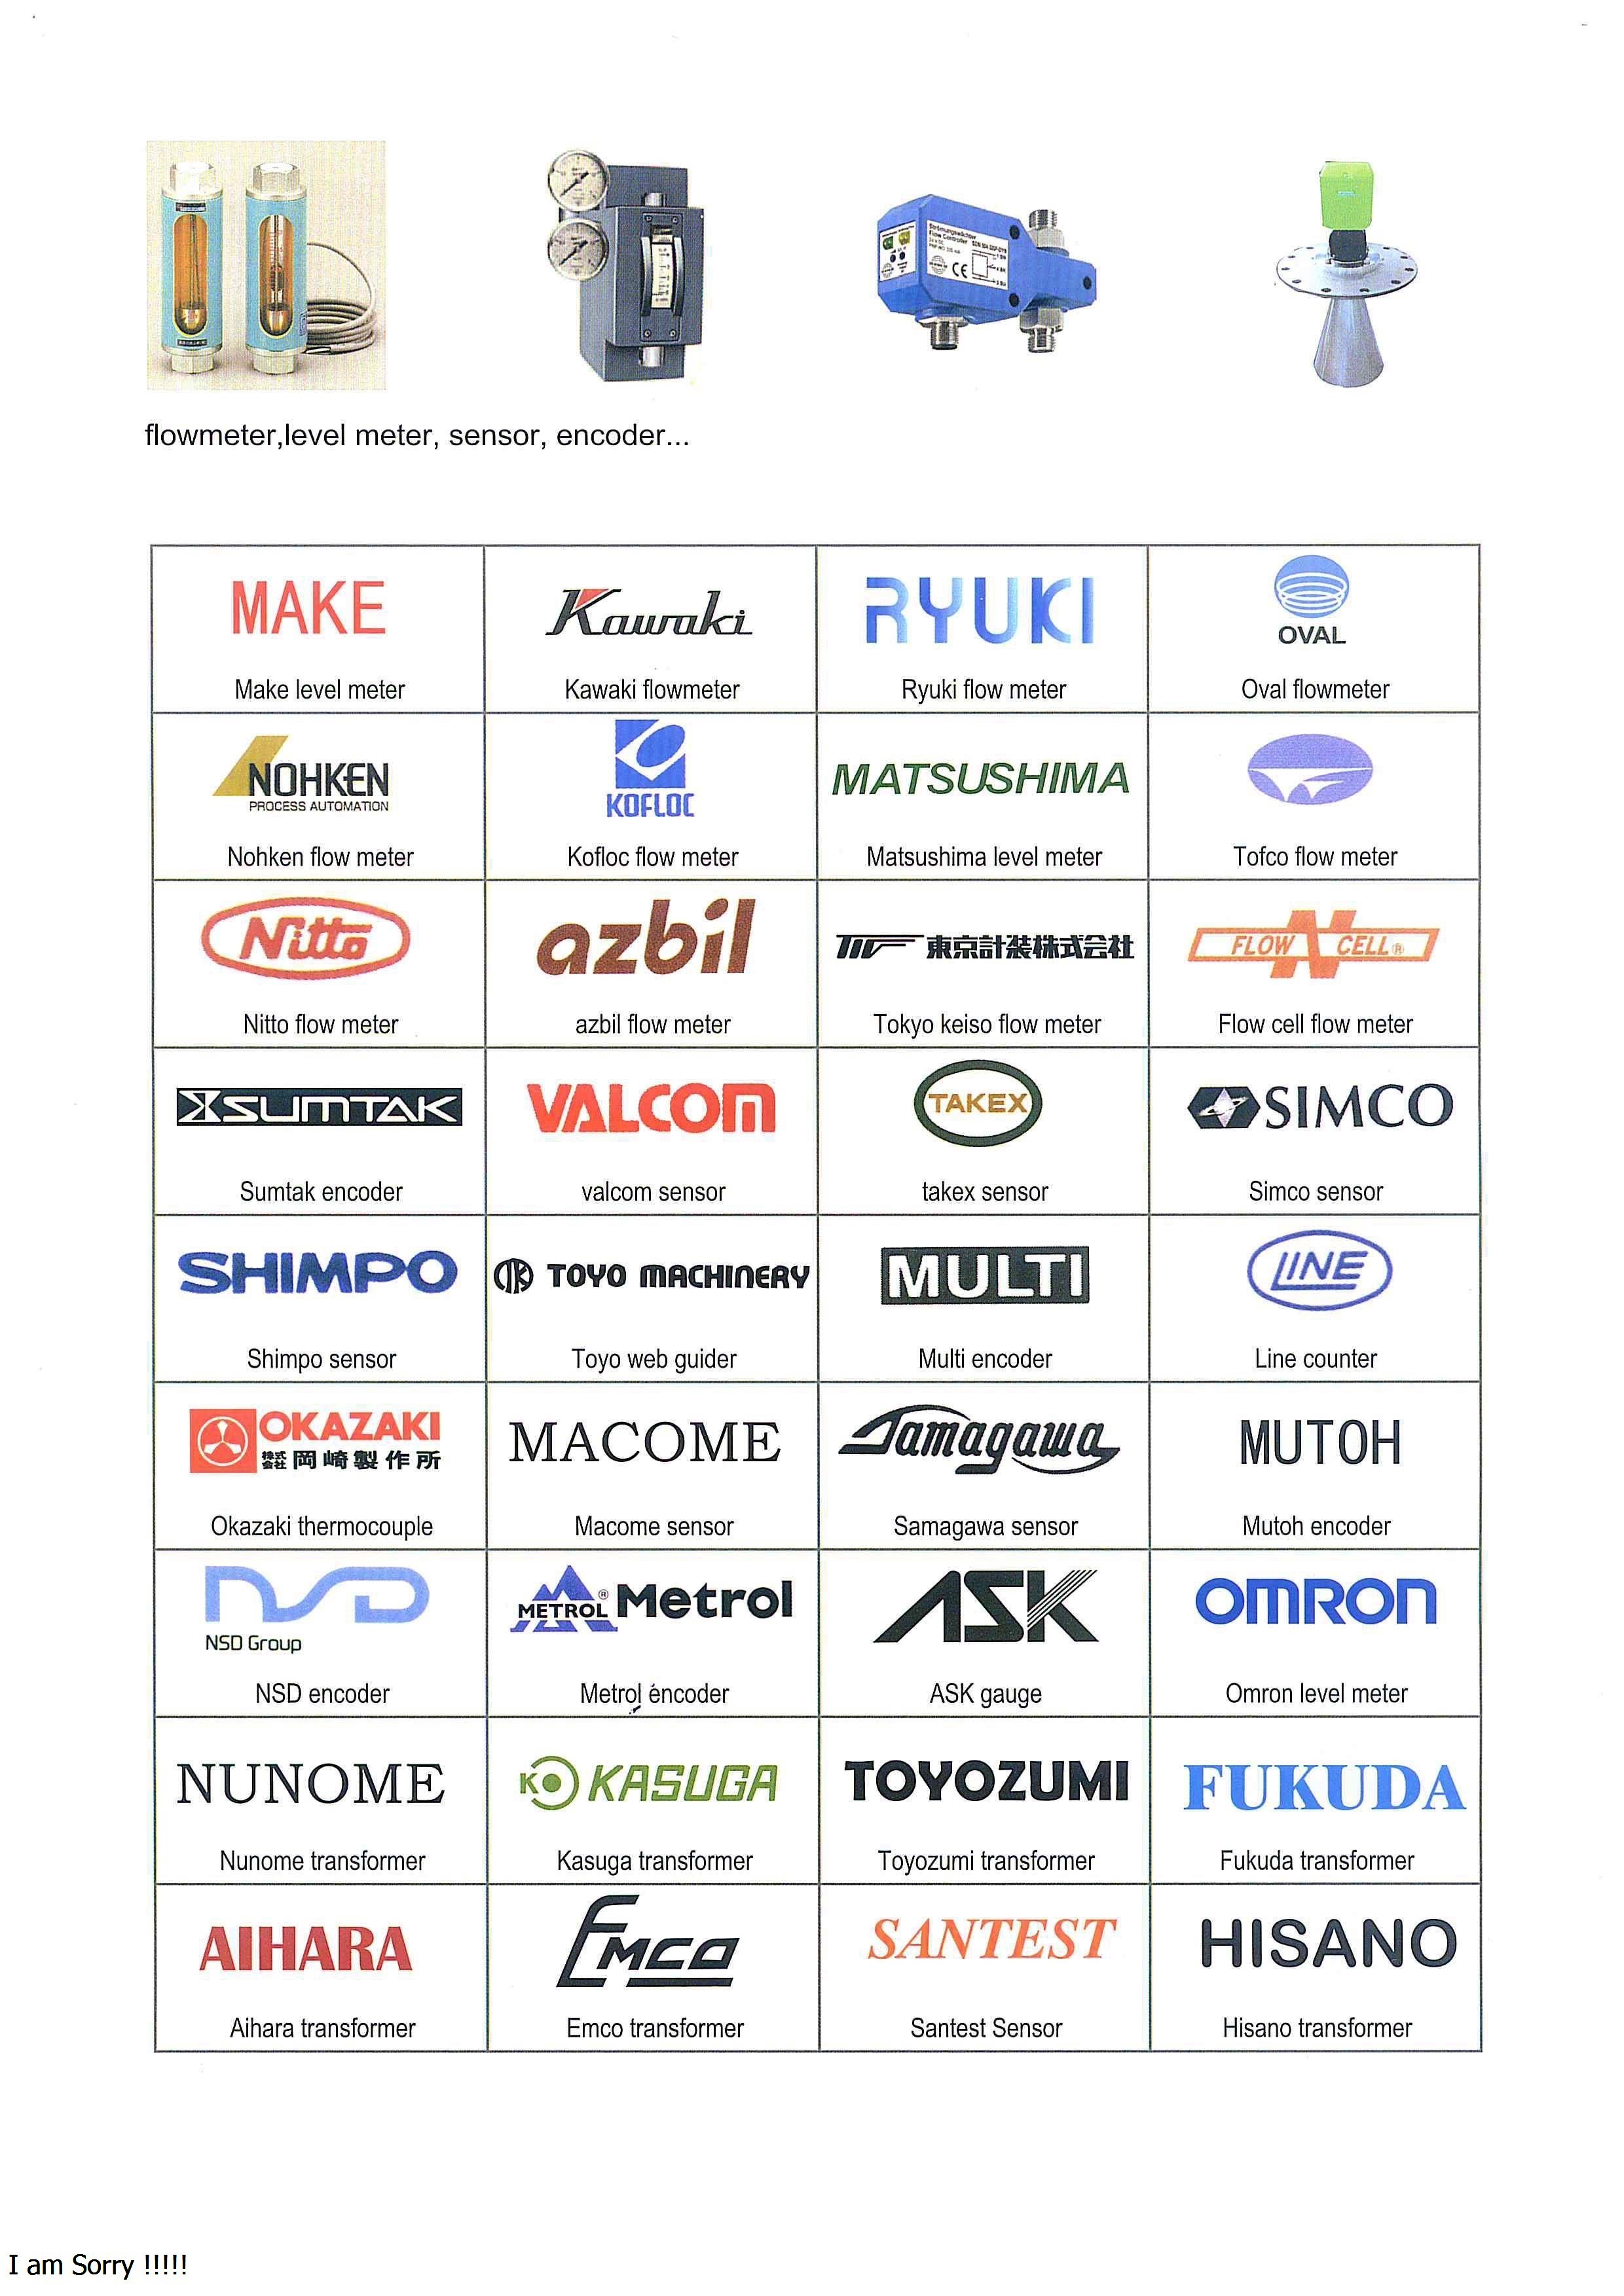 flowmeter,level meter, sensor, encoder...
MAKE
Make level meter
Kawaki
Kawaki flowmeter
RYUKI
Ryuki flow meter
OVAL
Oval flowmeter
NOHKEN
PROCESS AUTOMATION
Nohken flow meter
KOFLOC
Kofloc flow meter
MATSUSHIMA
Matsushima level meter
Tofco flow meter
Nitto
Nitto flow meter
azbil
azbil flow meter
東京計装株式会社
Tokyo keiso flow meter
FLOW N CELL®
Flow cell flow meter
SUMTAK
Sumtak encoder
VALCOM
valcom sensor
TAKEX
takex sensor
SIMCO
Simco sensor
SHIMPO
Shimpo sensor
TOYO MACHINERY
Toyo web guider
MULTI
Multi encoder
LINE
Line counter
OKAZAKI
株式会社 岡崎製作所
Okazaki thermocouple
MACOME
Macome sensor
Tamagawa
Samagawa sensor
MUTOH
Mutoh encoder
NSD
NSD Group
NSD encoder
METROL® Metrol
Metrol encoder
ASK
ASK gauge
OMRON
Omron level meter
NUNOME
Nunome transformer
KASUGA
Kasuga transformer
TOYOZUMI
Toyozumi transformer
FUKUDA
Fukuda transformer
AIHARA
Aihara transformer
EMCO
Emco transformer
SANTEST
Santest Sensor
HISANO
Hisano transformer
I am Sorry !!!!!